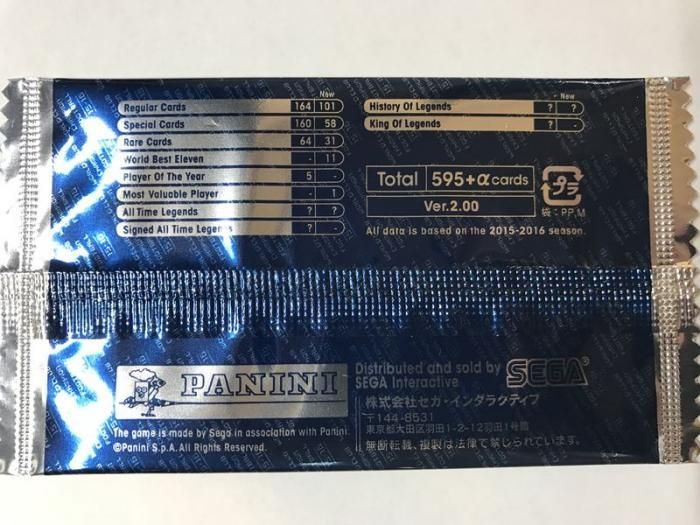 New
Regular Cards 164 101
Special Cards 160 58
Rare Cards 64 31
World Best Eleven - 11
Player Of The Year 5 -
Most Valuable Player - 1
All Time Legends ? ?
Signed All Time Legends ? -
New
History Of Legends ? ?
King Of Legends ? -
Total 595+α cards
Ver.2.00
プラ
袋:PP,M
All data is based on the 2015-2016 season.
PANINI
The game is made by Sega in association with Panini.
©Panini S.p.A. All Rights Reserved.
Distributed and sold by SEGA®
SEGA Interactive
株式会社セガ・インタラクティブ
〒144-8531
東京都大田区羽田1-2-12羽田1号館
無断転載、複製は法律で禁じられています。